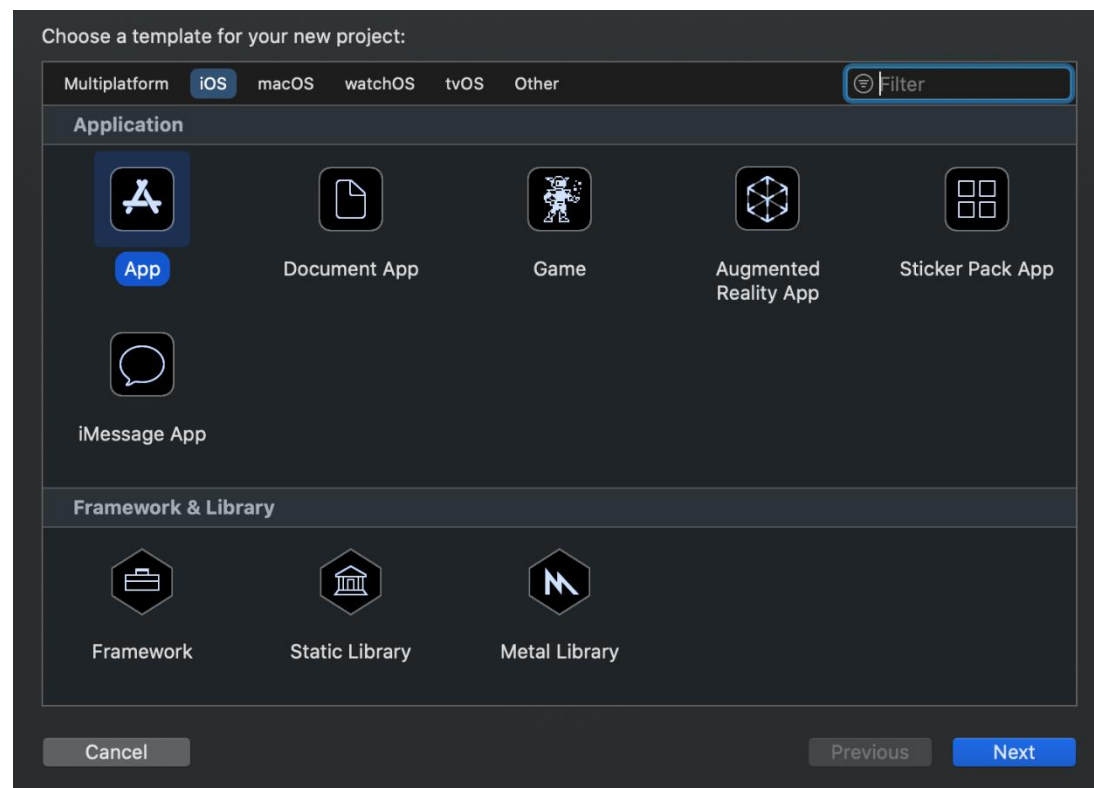 Choose a template for your new project:
Multiplatform iOS macOS watchOS tvOS Other Filter
Application
App Document App Game Augmented Reality App Sticker Pack App
iMessage App
Framework & Library
Framework Static Library Metal Library
Cancel Previous Next